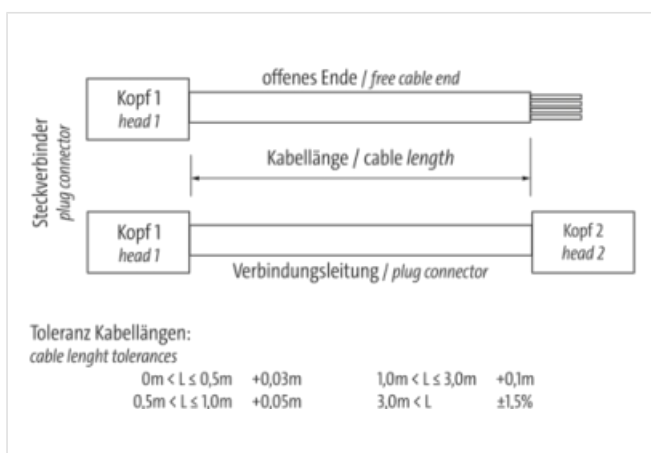 offenes Ende / free cable end
Kopf 1
head 1
Steckverbinder
plug connector
Kabellänge / cable length
Kopf 1
head 1
Kopf 2
head 2
Verbindungsleitung / plug connector
Toleranz Kabellängen:
cable lenght tolerances
0m < L ≤ 0,5m +0,03m 1,0m < L ≤ 3,0m +0,1m
0,5m < L ≤ 1,0m +0,05m 3,0m < L ±1,5%